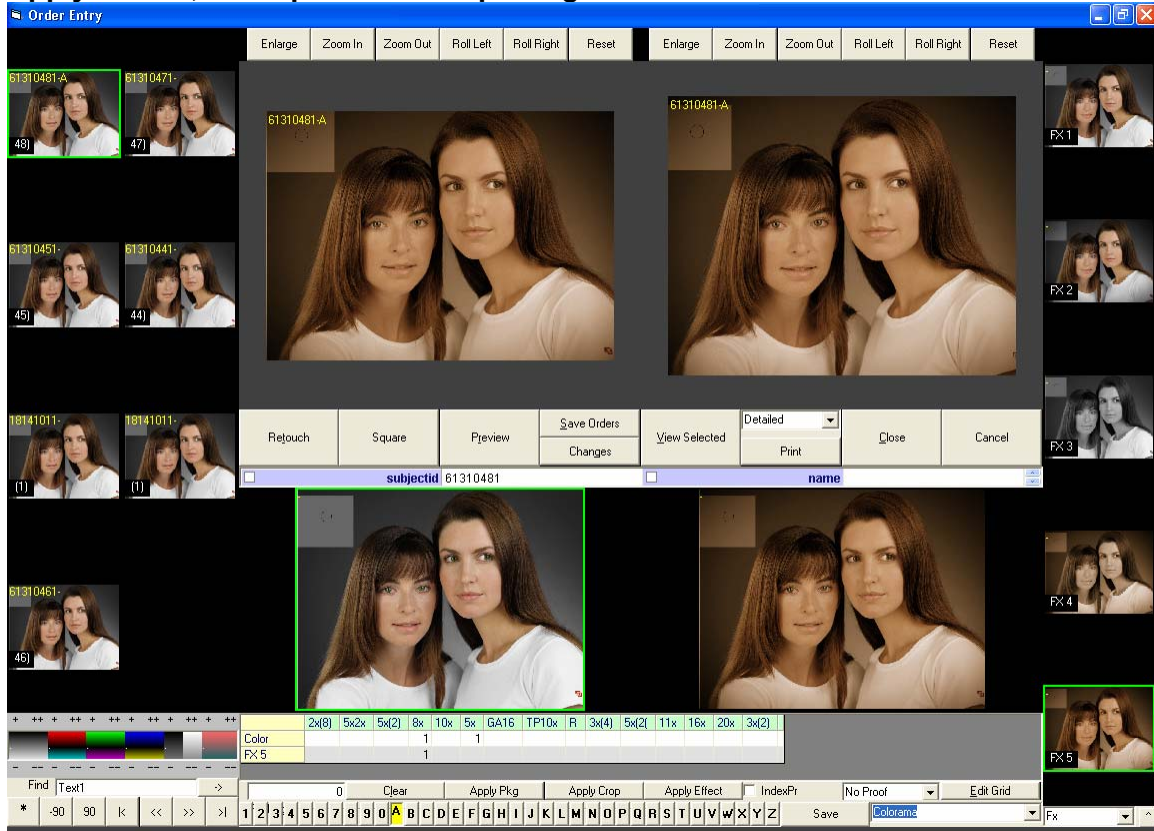 Order Entry
Enlarge Zoom In Zoom Out Roll Left Roll Right Reset Enlarge Zoom In Zoom Out Roll Left Roll Right Reset
61310481-A 61310471-
48) 47)
61310451- 61310441-
45) 44)
18141011- 18141011-
(1) (1)
61310461-
46)
61310481-A
61310481-A
FX 1
FX 2
FX 3
FX 4
FX 5
Retouch Square Preview Save Orders View Selected Detailed Close Cancel
Changes Print
subjectid 61310481 name
2x(8) 5x2x 5x(2) 8x 10x 5x GA16 TP10x R 3x(4) 5x(2( 11x 16x 20x 3x(2)
Color 1 1
FX 5 1
+ ++ + ++ + ++ + ++ + ++ + ++
Find Text1 ->
0 Clear Apply Pkg Apply Crop Apply Effect IndexPr No Proof Edit Grid
* -90 90 |< << >> >|
1 2 3 4 5 6 7 8 9 0 A B C D E F G H I J K L M N O P Q R S T U V W X Y Z Save Colorama Fx ^